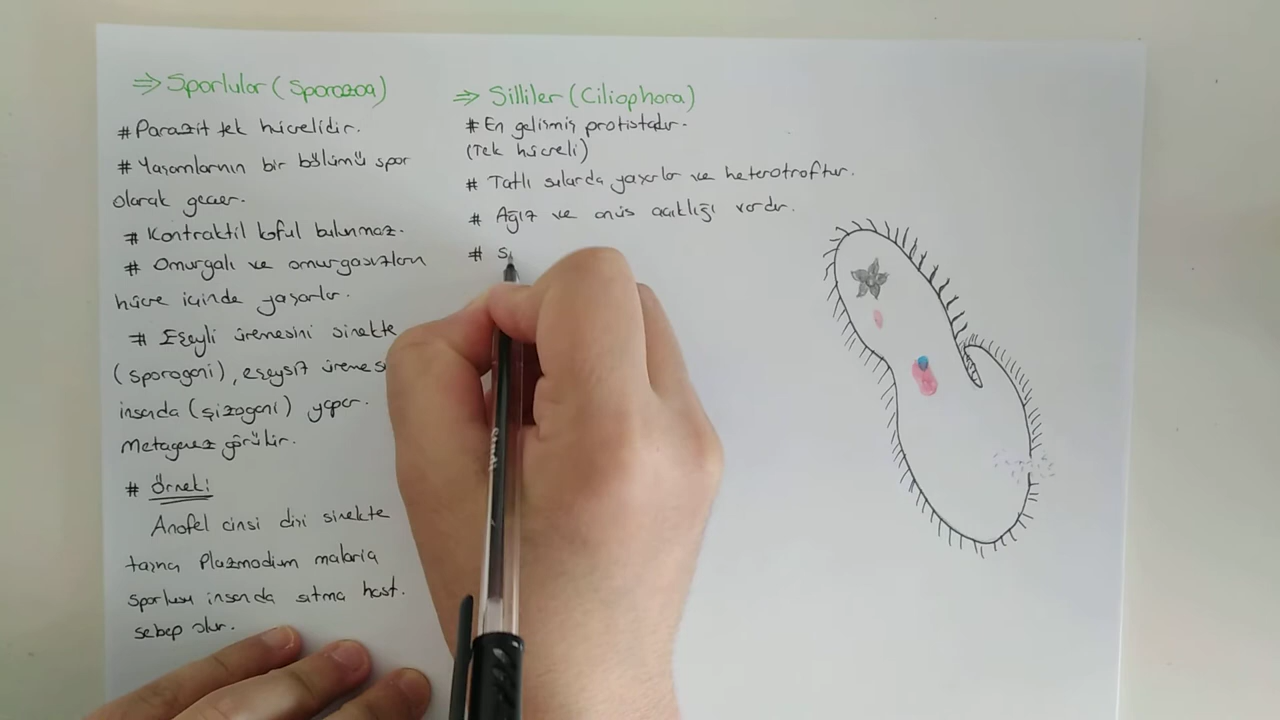 ⇒ Sporlular (Sporozoa)
# Parazit tek hücrelidir.
# Yaşamlarının bir bölümü spor
olarak geçer.
# Kontraktil koful bulunmaz.
# Omurgalı ve omurgasızların
hücre içinde yaşarlar.
# Eşeyli üremesini sinekte
(sporogoni), eşeysiz üremesi
insanda (şizogoni) yapar.
Metagenez görülür.
# Örnek:
Anofel cinsi dişi sinekte
taşınan Plazmodium malaria
sporlusu insanda sıtma hast.
sebep olur.
⇒ Silliler (Ciliophora)
# En gelişmiş protistadır.
(Tek hücreli)
# Tatlı sularda yaşarlar ve heterotroftur.
# Ağız ve anüs açıklığı vardır.
# s